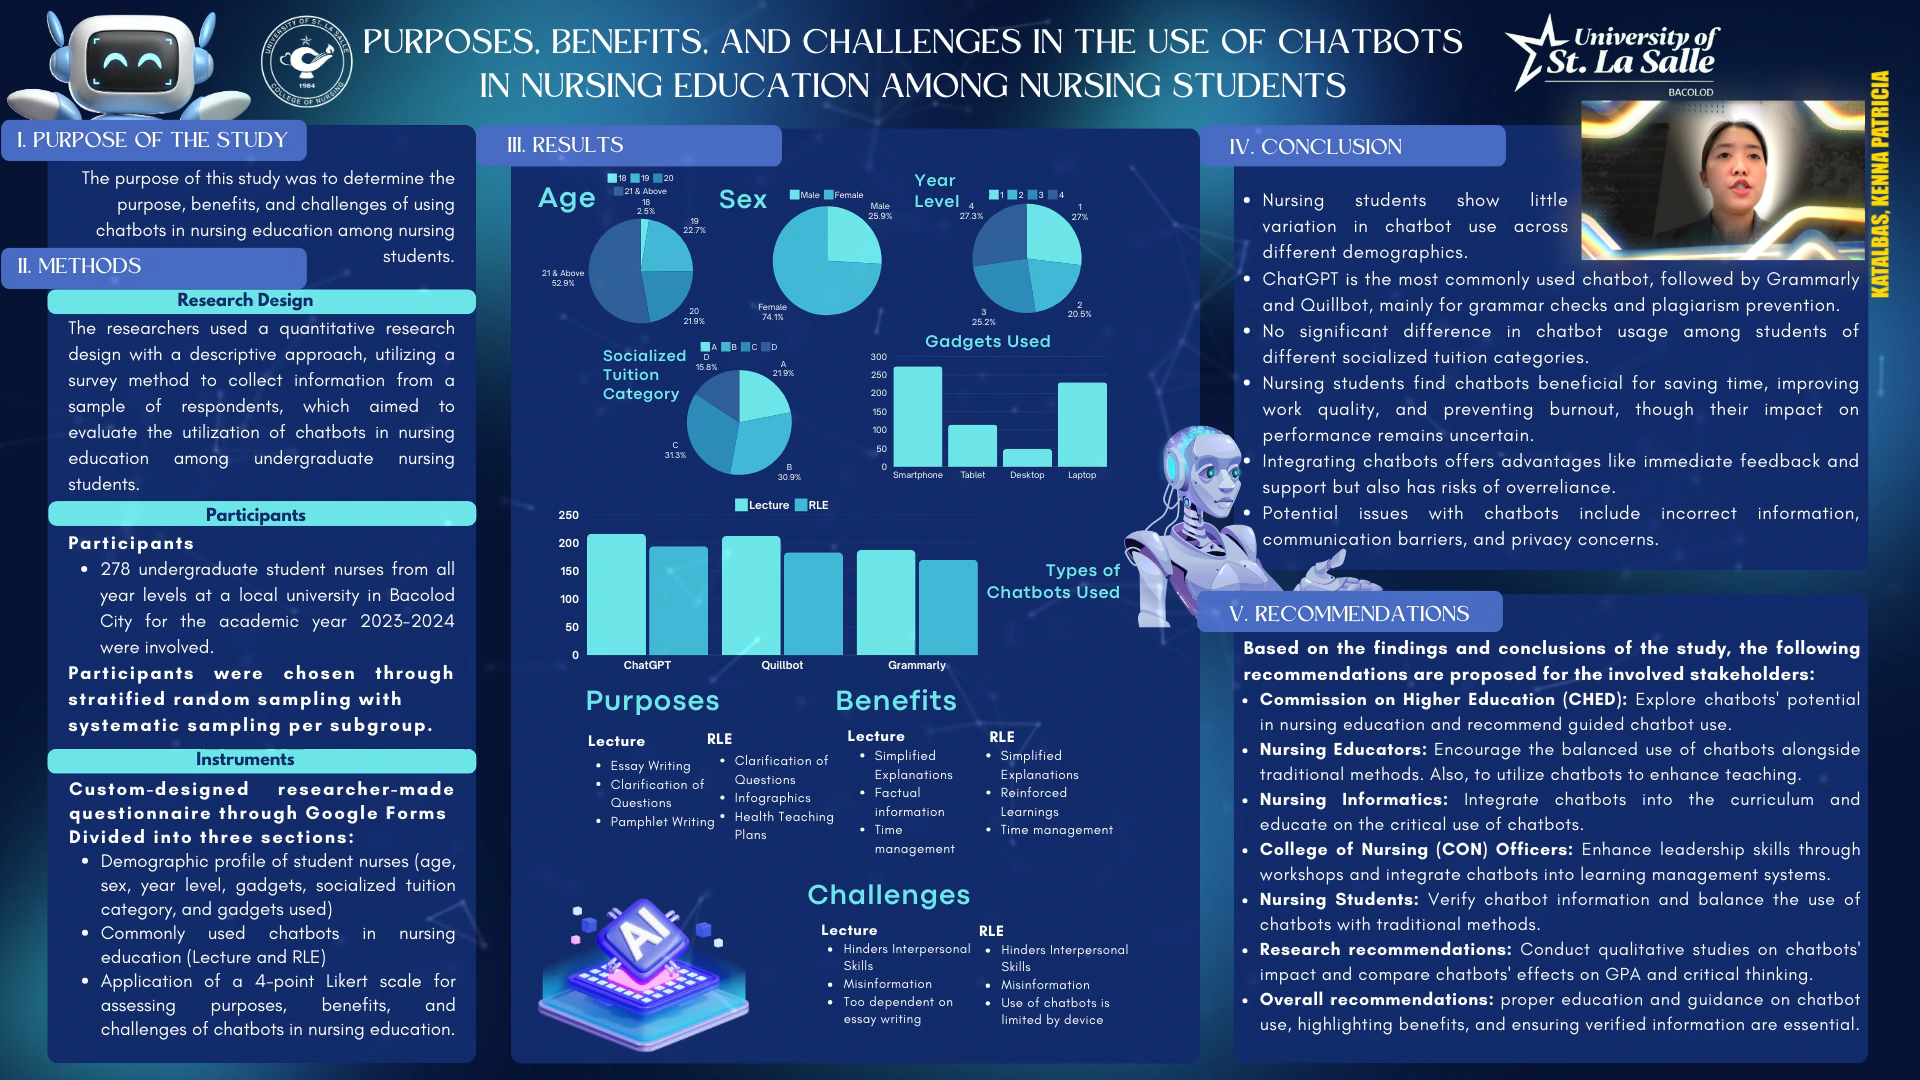 PURPOSES, BENEFITS, AND CHALLENGES IN THE USE OF CHATBOTS
IN NURSING EDUCATION AMONG NURSING STUDENTS
UNIVERSITY OF ST. LA SALLE
1984
COLLEGE OF NURSING
University of
St. La Salle
BACOLOD
KATALBAS, KENNA PATRICIA
I. PURPOSE OF THE STUDY
The purpose of this study was to determine the
purpose, benefits, and challenges of using
chatbots in nursing education among nursing
students.
II. METHODS
Research Design
The researchers used a quantitative research
design with a descriptive approach, utilizing a
survey method to collect information from a
sample of respondents, which aimed to
evaluate the utilization of chatbots in nursing
education among undergraduate nursing
students.
Participants
Participants
• 278 undergraduate student nurses from all
year levels at a local university in Bacolod
City for the academic year 2023-2024
were involved.
Participants were chosen through
stratified random sampling with
systematic sampling per subgroup.
Instruments
Custom-designed researcher-made
questionnaire through Google Forms
Divided into three sections:
• Demographic profile of student nurses (age,
sex, year level, gadgets, socialized tuition
category, and gadgets used)
• Commonly used chatbots in nursing
education (Lecture and RLE)
• Application of a 4-point Likert scale for
assessing purposes, benefits, and
challenges of chatbots in nursing education.
III. RESULTS
Age
18 19 20
21 & Above
18
2.5%
19
22.7%
20
21.9%
21 & Above
52.9%
Sex
Male Female
Male
25.9%
Female
74.1%
Year
Level
1 2 3 4
4
27.3%
1
27%
2
20.5%
3
25.2%
Socialized
Tuition
Category
A B C D
D
15.8%
A
21.9%
B
30.9%
C
31.3%
Gadgets Used
300
250
200
150
100
50
0
Smartphone Tablet Desktop Laptop
Lecture RLE
250
200
150
100
50
0
ChatGPT Quillbot Grammarly
Types of
Chatbots Used
Purposes
Lecture
• Essay Writing
• Clarification of
Questions
• Pamphlet Writing
RLE
• Clarification of
Questions
• Infographics
• Health Teaching
Plans
Benefits
Lecture
• Simplified
Explanations
• Factual
information
• Time
management
RLE
• Simplified
Explanations
• Reinforced
Learnings
• Time management
AI
Challenges
Lecture
• Hinders Interpersonal
Skills
• Misinformation
• Too dependent on
essay writing
RLE
• Hinders Interpersonal
Skills
• Misinformation
• Use of chatbots is
limited by device
IV. CONCLUSION
• Nursing students show little
variation in chatbot use across
different demographics.
• ChatGPT is the most commonly used chatbot, followed by Grammarly
and Quillbot, mainly for grammar checks and plagiarism prevention.
• No significant difference in chatbot usage among students of
different socialized tuition categories.
• Nursing students find chatbots beneficial for saving time, improving
work quality, and preventing burnout, though their impact on
performance remains uncertain.
• Integrating chatbots offers advantages like immediate feedback and
support but also has risks of overreliance.
• Potential issues with chatbots include incorrect information,
communication barriers, and privacy concerns.
V. RECOMMENDATIONS
Based on the findings and conclusions of the study, the following
recommendations are proposed for the involved stakeholders:
• Commission on Higher Education (CHED): Explore chatbots' potential
in nursing education and recommend guided chatbot use.
• Nursing Educators: Encourage the balanced use of chatbots alongside
traditional methods. Also, to utilize chatbots to enhance teaching.
• Nursing Informatics: Integrate chatbots into the curriculum and
educate on the critical use of chatbots.
• College of Nursing (CON) Officers: Enhance leadership skills through
workshops and integrate chatbots into learning management systems.
• Nursing Students: Verify chatbot information and balance the use of
chatbots with traditional methods.
• Research recommendations: Conduct qualitative studies on chatbots'
impact and compare chatbots' effects on GPA and critical thinking.
• Overall recommendations: proper education and guidance on chatbot
use, highlighting benefits, and ensuring verified information are essential.